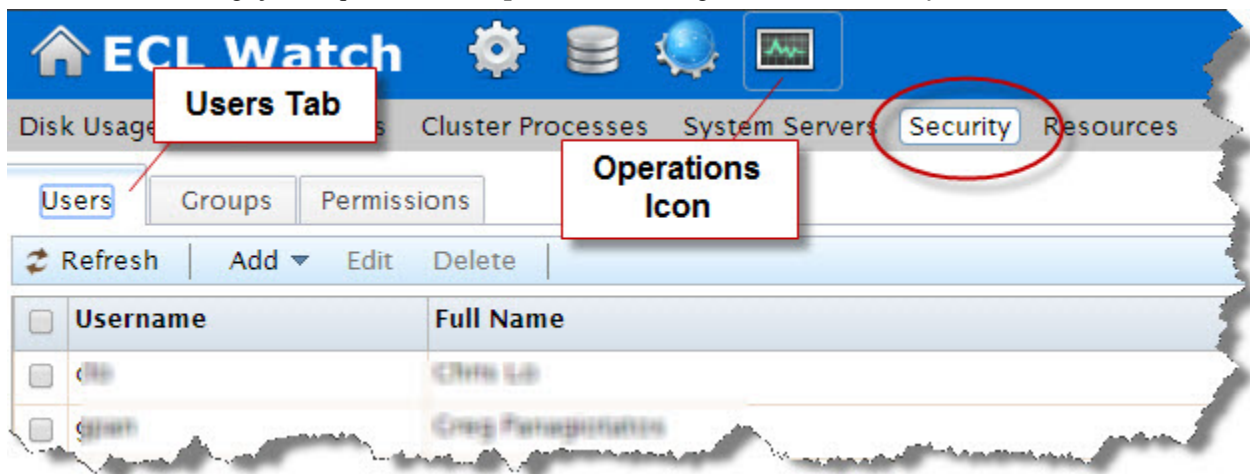 ECL Watch
Users Tab
Disk Usage s Cluster Processes System Servers Security Resources
Operations
Icon
Users Groups Permissions
Refresh Add Edit Delete
Username Full Name